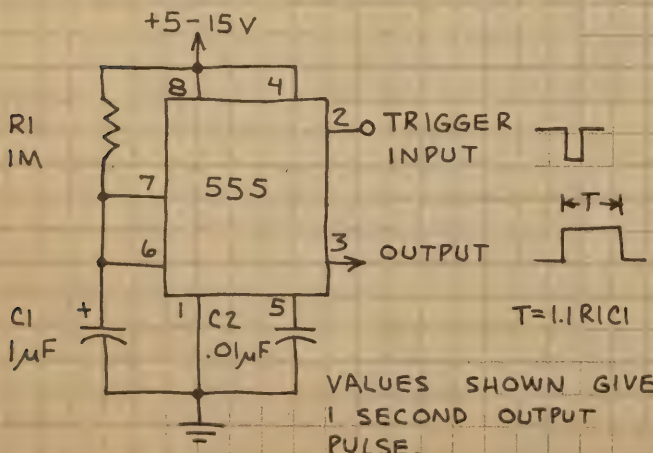 +5-15V
8
4
R1
1M
2
TRIGGER
INPUT
7
555
T
6
3
OUTPUT
C1
+
1µF
1
C2
.01µF
5
T=1.1R1C1
VALUES SHOWN GIVE
1 SECOND OUTPUT
PULSE.